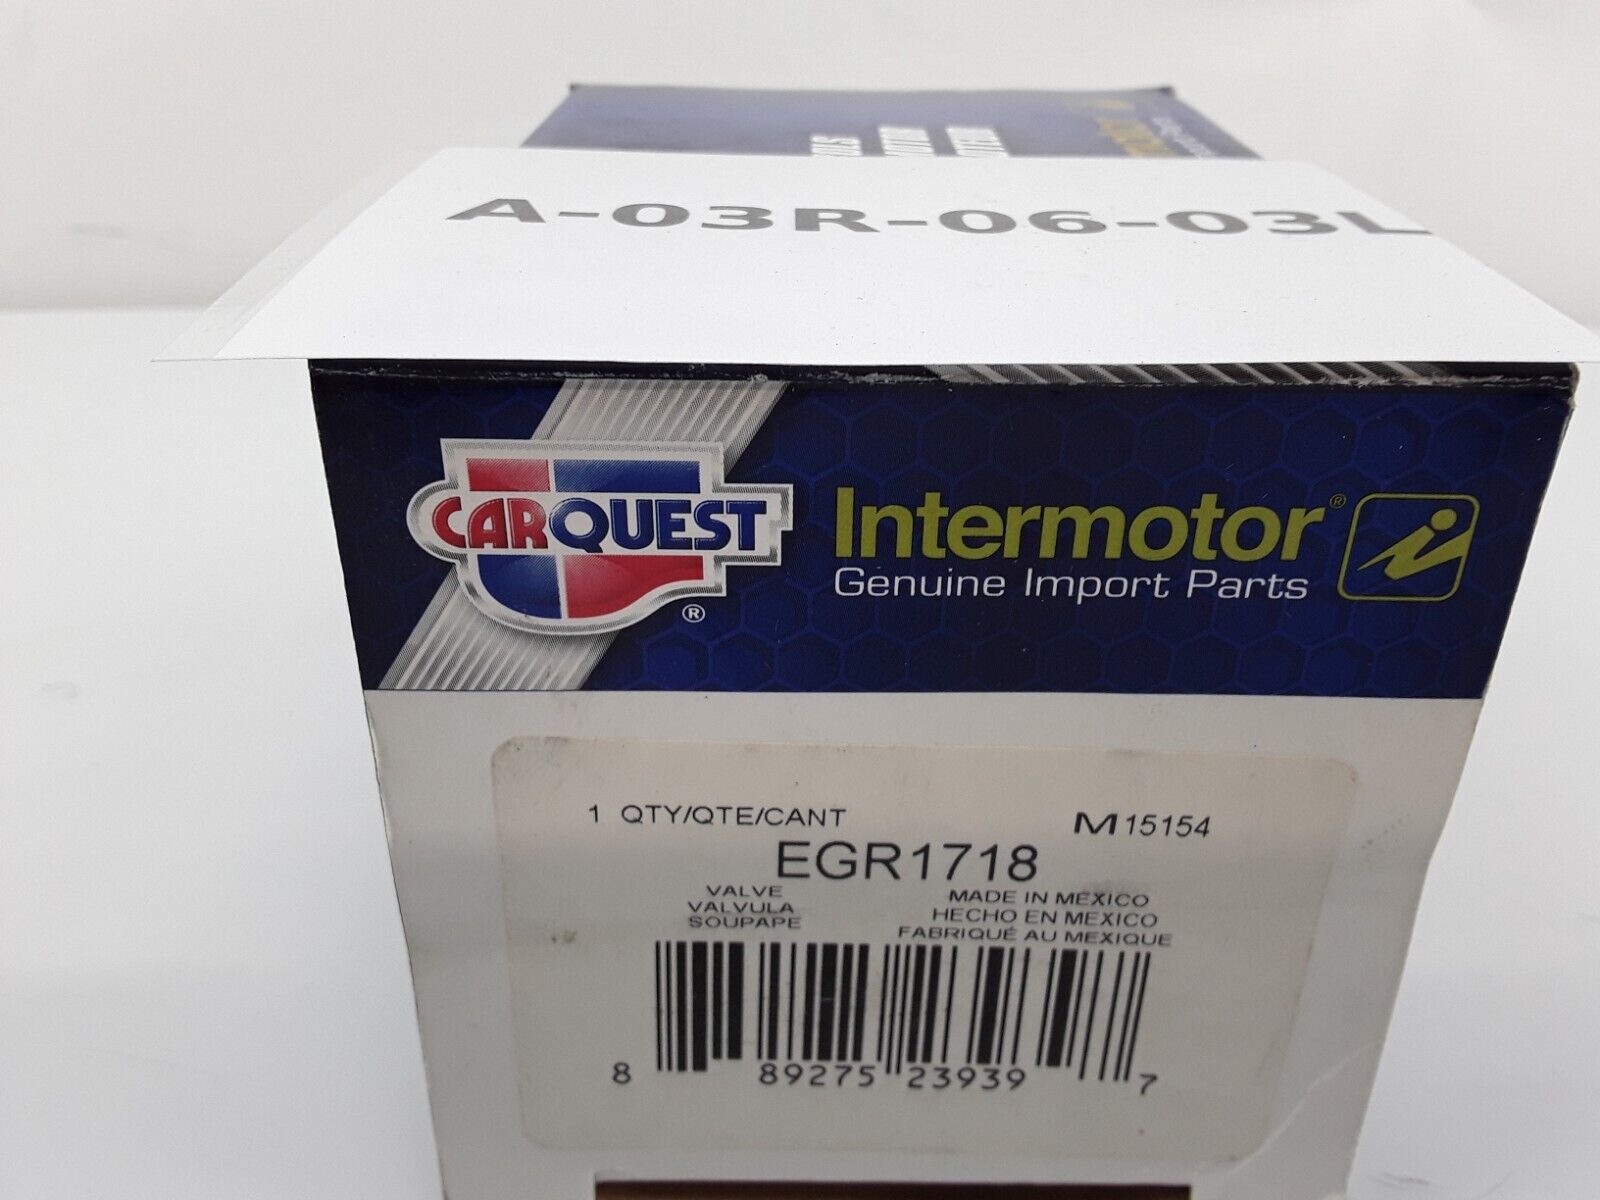 A-03R-06-03L
CARQUEST
®
Intermotor®
Genuine Import Parts
1 QTY/QTE/CANT M15154
EGR1718
VALVE MADE IN MEXICO
VALVULA HECHO EN MEXICO
SOUPAPE FABRIQUÉ AU MEXIQUE
8 89275 23939 7